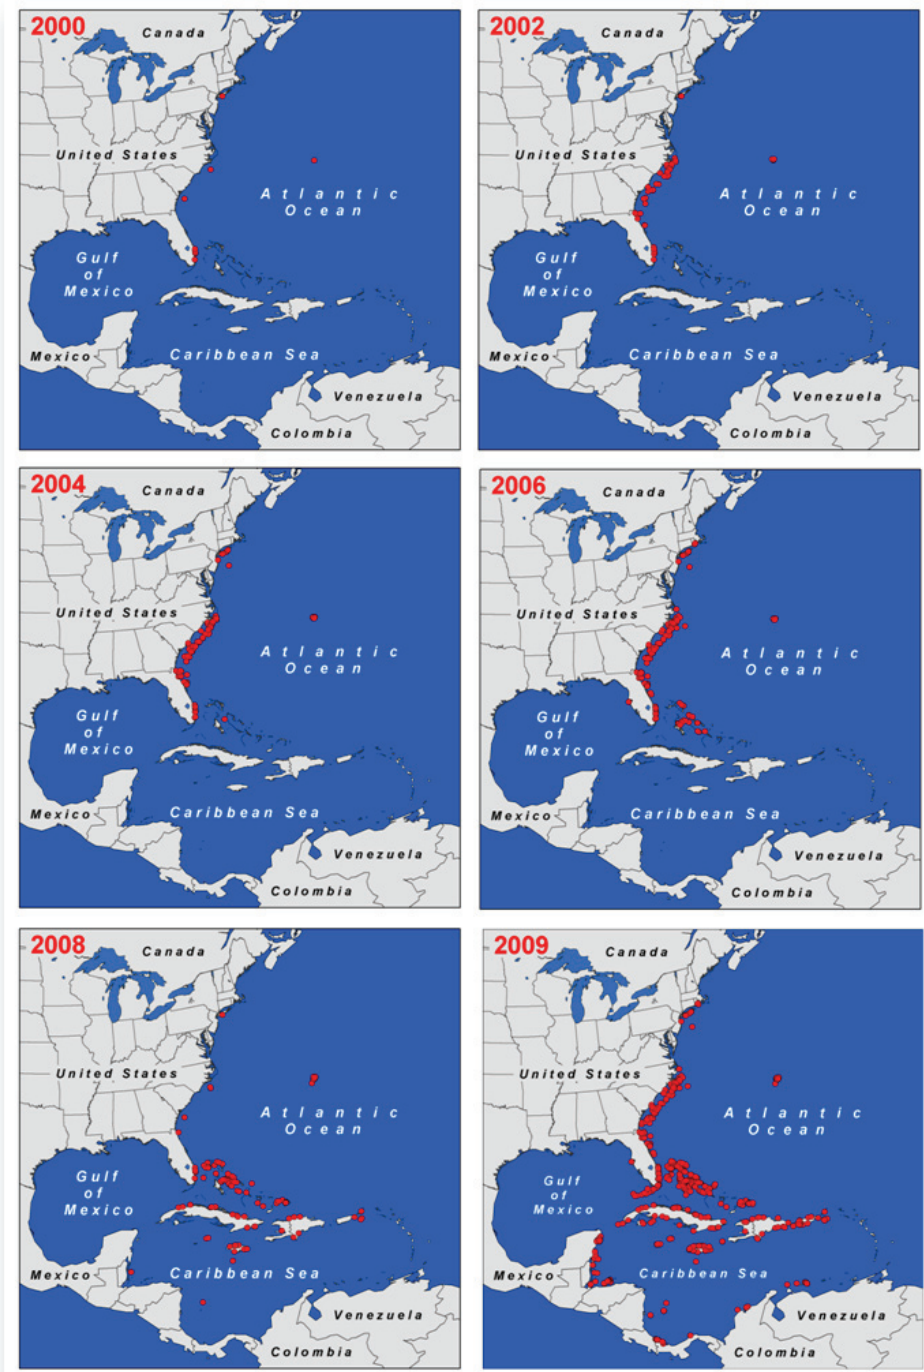 2000
Canada
United States
Atlantic
Ocean
Gulf
of
Mexico
Mexico
Caribbean Sea
Venezuela
Colombia
2002
Canada
United States
Atlantic
Ocean
Gulf
of
Mexico
Mexico
Caribbean Sea
Venezuela
Colombia
2004
Canada
United States
Atlantic
Ocean
Gulf
of
Mexico
Mexico
Caribbean Sea
Venezuela
Colombia
2006
Canada
United States
Atlantic
Ocean
Gulf
of
Mexico
Mexico
Caribbean Sea
Venezuela
Colombia
2008
Canada
United States
Atlantic
Ocean
Gulf
of
Mexico
Mexico
Caribbean Sea
Venezuela
Colombia
2009
Canada
United States
Atlantic
Ocean
Gulf
of
Mexico
Mexico
Caribbean Sea
Venezuela
Colombia